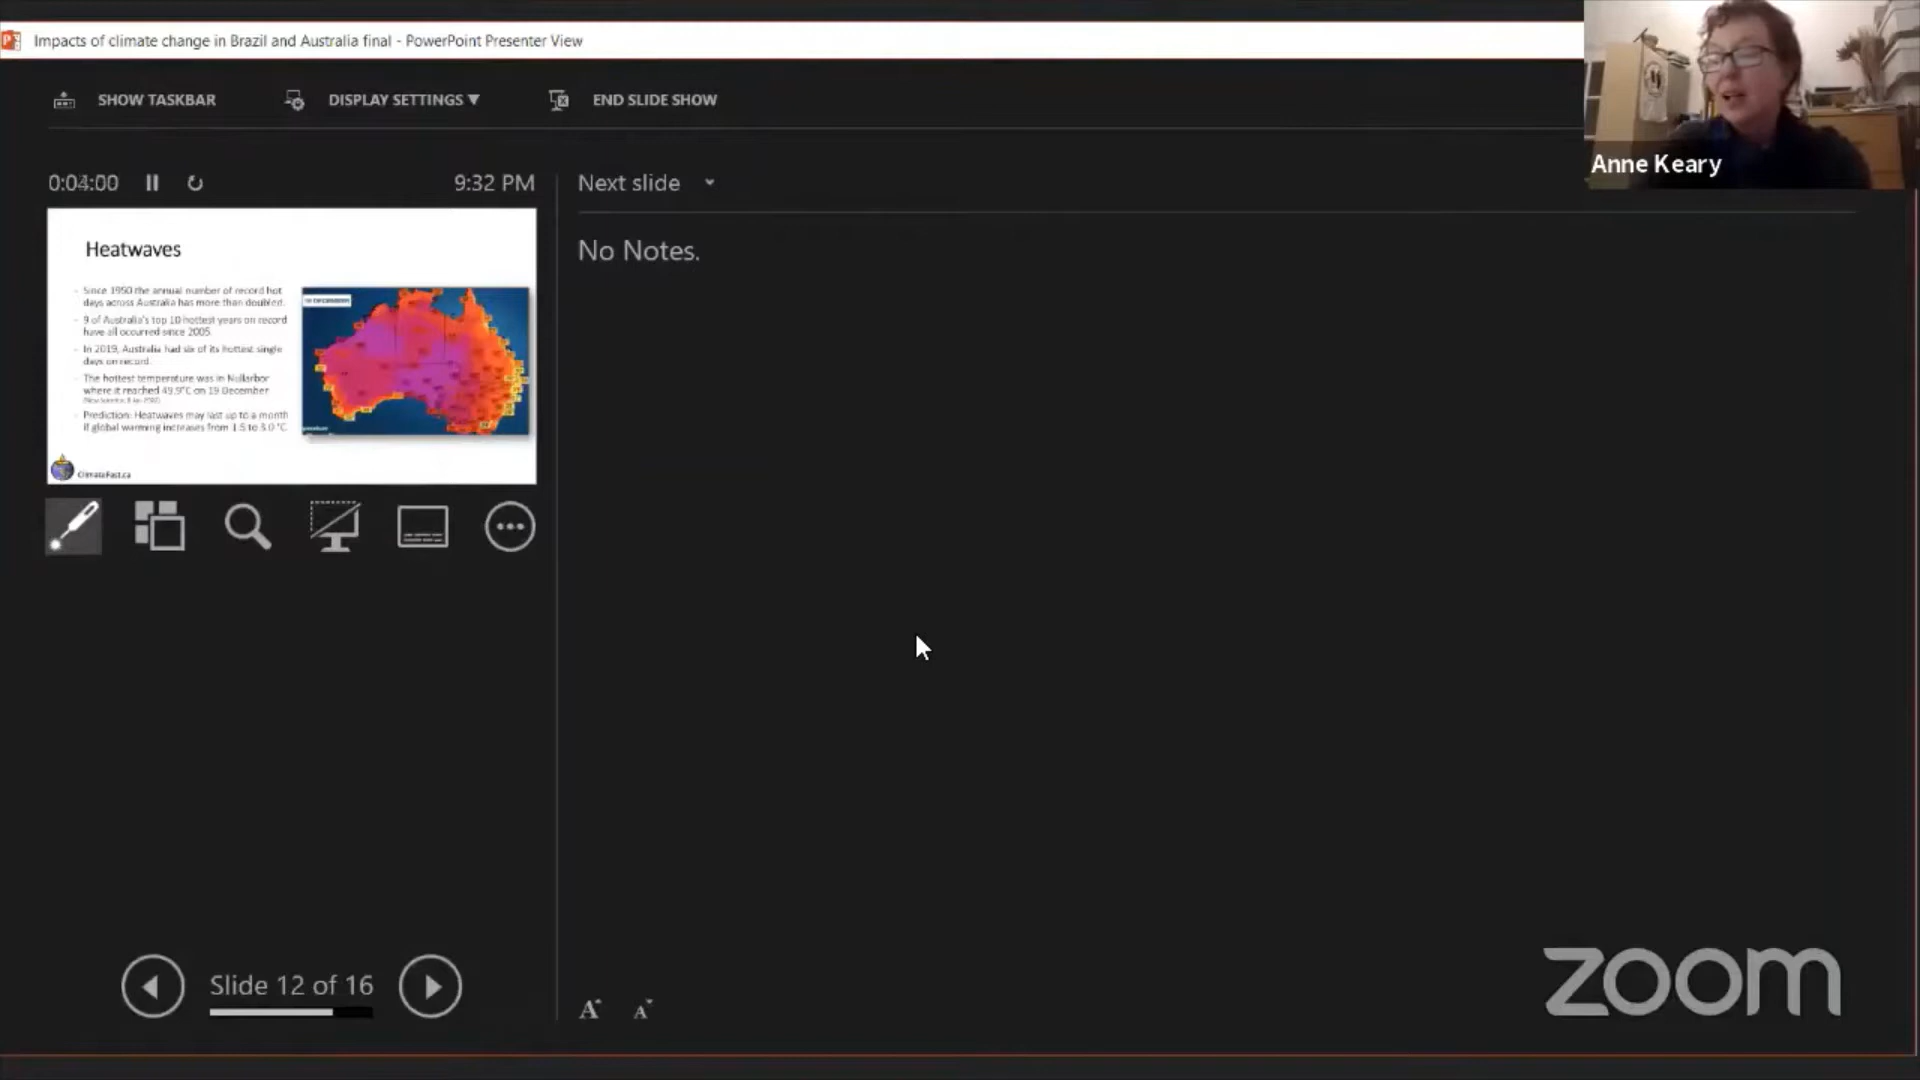 Impacts of climate change in Brazil and Australia final - PowerPoint Presenter View
SHOW TASKBAR
DISPLAY SETTINGS ▼
END SLIDE SHOW
Anne Keary
0:04:00
9:32 PM
Next slide
No Notes.
Heatwaves
- Since 1950 the annual number of record hot
days across Australia has more than doubled.
- 9 of Australia's top 10 hottest years on record
have all occurred since 2005.
- In 2019, Australia had six of its hottest single
days on record.
- The hottest temperature was in Nullarbor
where it reached 49.9°C on 19 December
- Prediction: Heatwaves may last up to a month
if global warming increases from 1.5 to 3.0 °C.
DECEMBER
ClimateFast.ca
Slide 12 of 16
A A
zoom